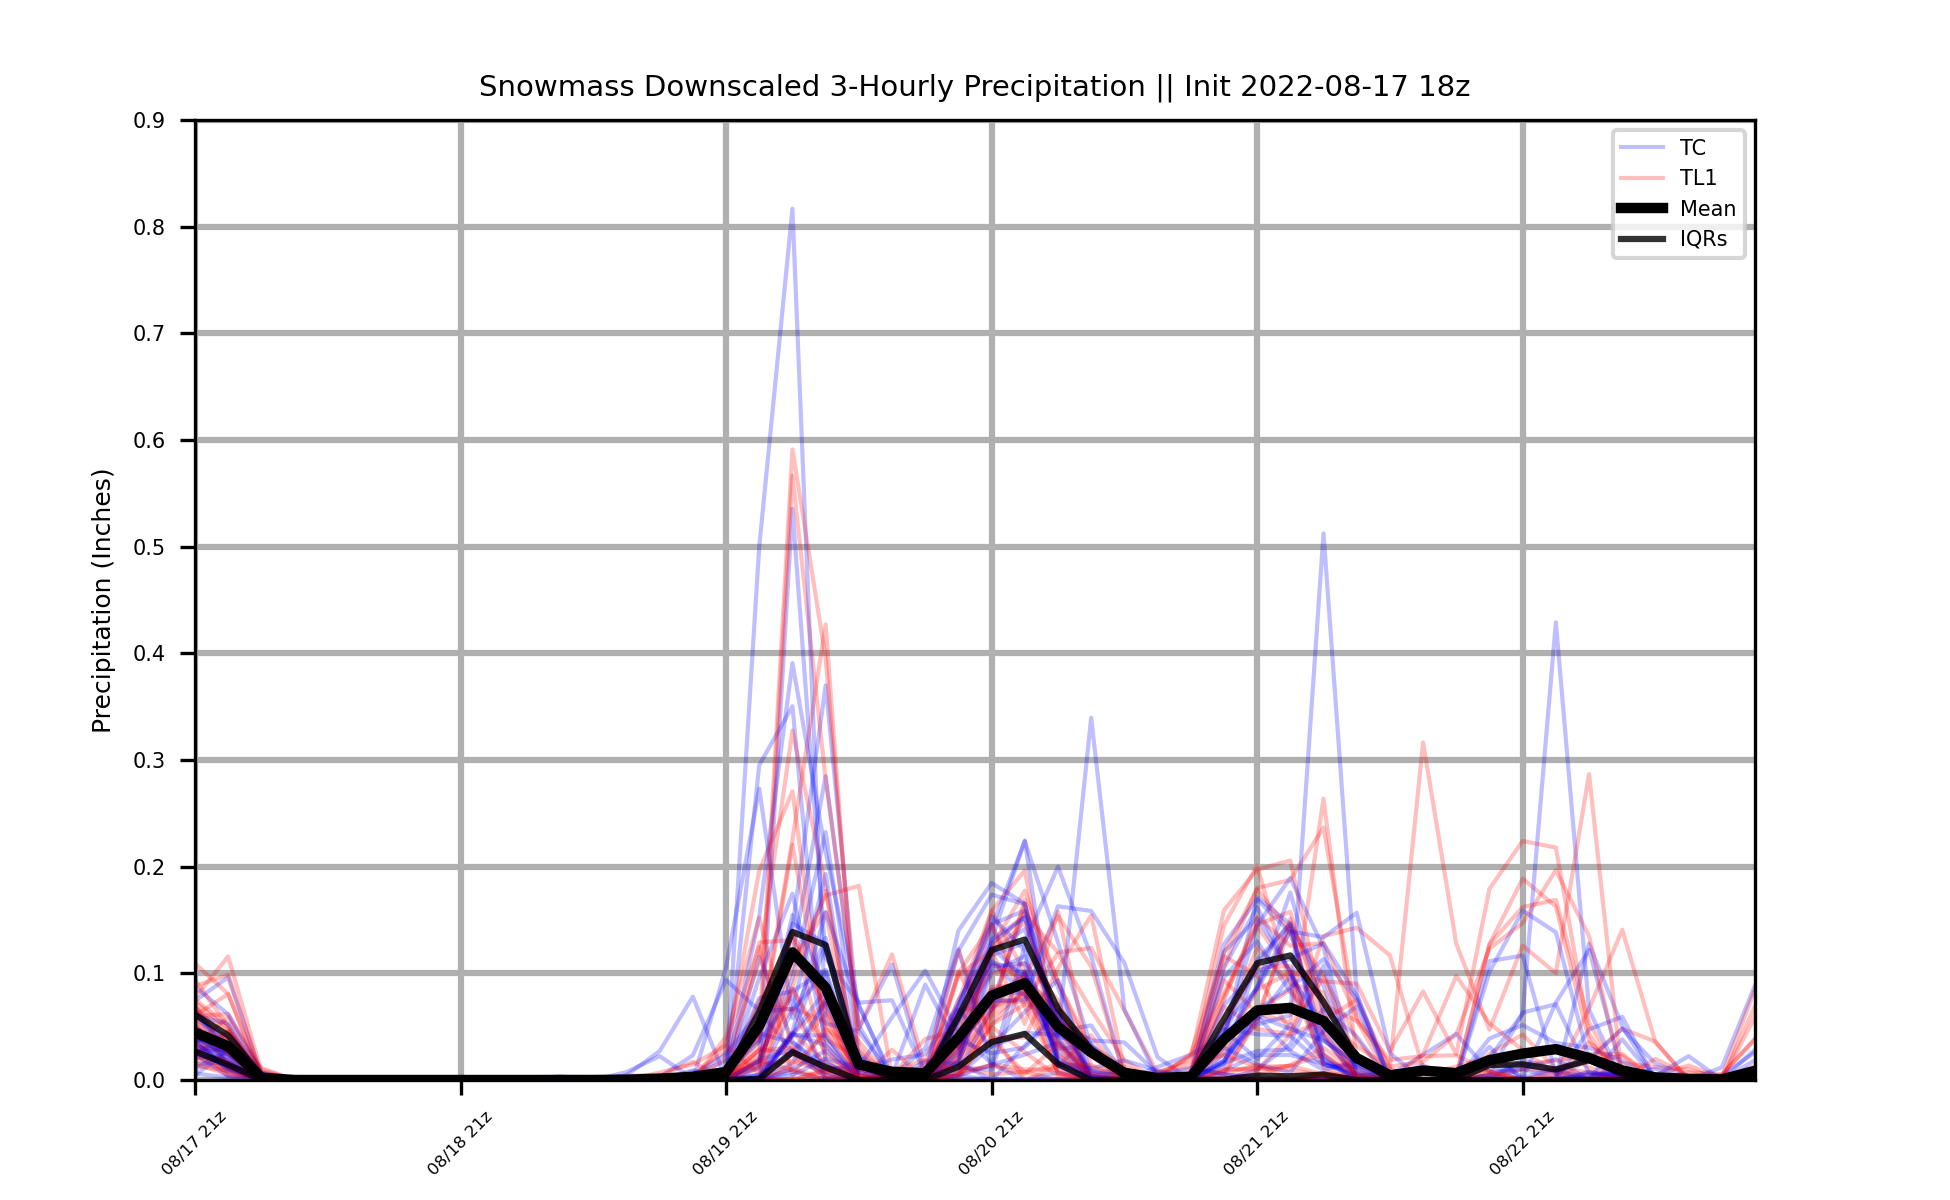 Snowmass Downscaled 3-Hourly Precipitation || Init 2022-08-17 18z
TC
TL1
Mean
IQRs
Precipitation (Inches)
0.9
0.8
0.7
0.6
0.5
0.4
0.3
0.2
0.1
0.0
08/17 21z
08/18 21z
08/19 21z
08/20 21z
08/21 21z
08/22 21z